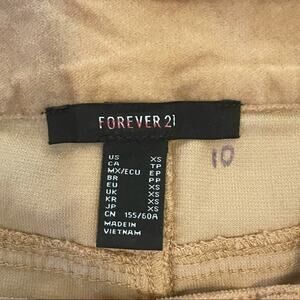 FOREVER 21
US XS
CA TP
MX/ECU EP
BR PP
EU XS
UK XS
KR XS
JP XS
CN 155/60A
MADE IN
VIETNAM
10